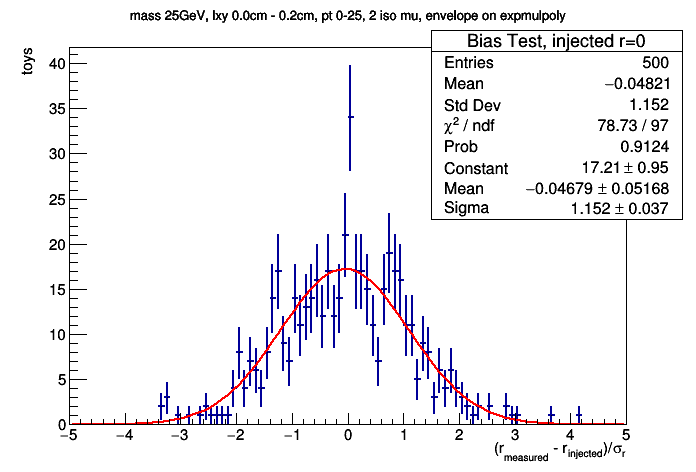 mass 25GeV, lxy 0.0cm - 0.2cm, pt 0-25, 2 iso mu, envelope on expmulpoly
Bias Test, injected r=0
Entries 500
Mean −0.04821
Std Dev 1.152
χ² / ndf 78.73 / 97
Prob 0.9124
Constant 17.21 ± 0.95
Mean −0.04679 ± 0.05168
Sigma 1.152 ± 0.037
toys
40
35
30
25
20
15
10
5
0
−5 −4 −3 −2 −1 0 1 2 3 4 5
(r_measured - r_injected)/σ_r